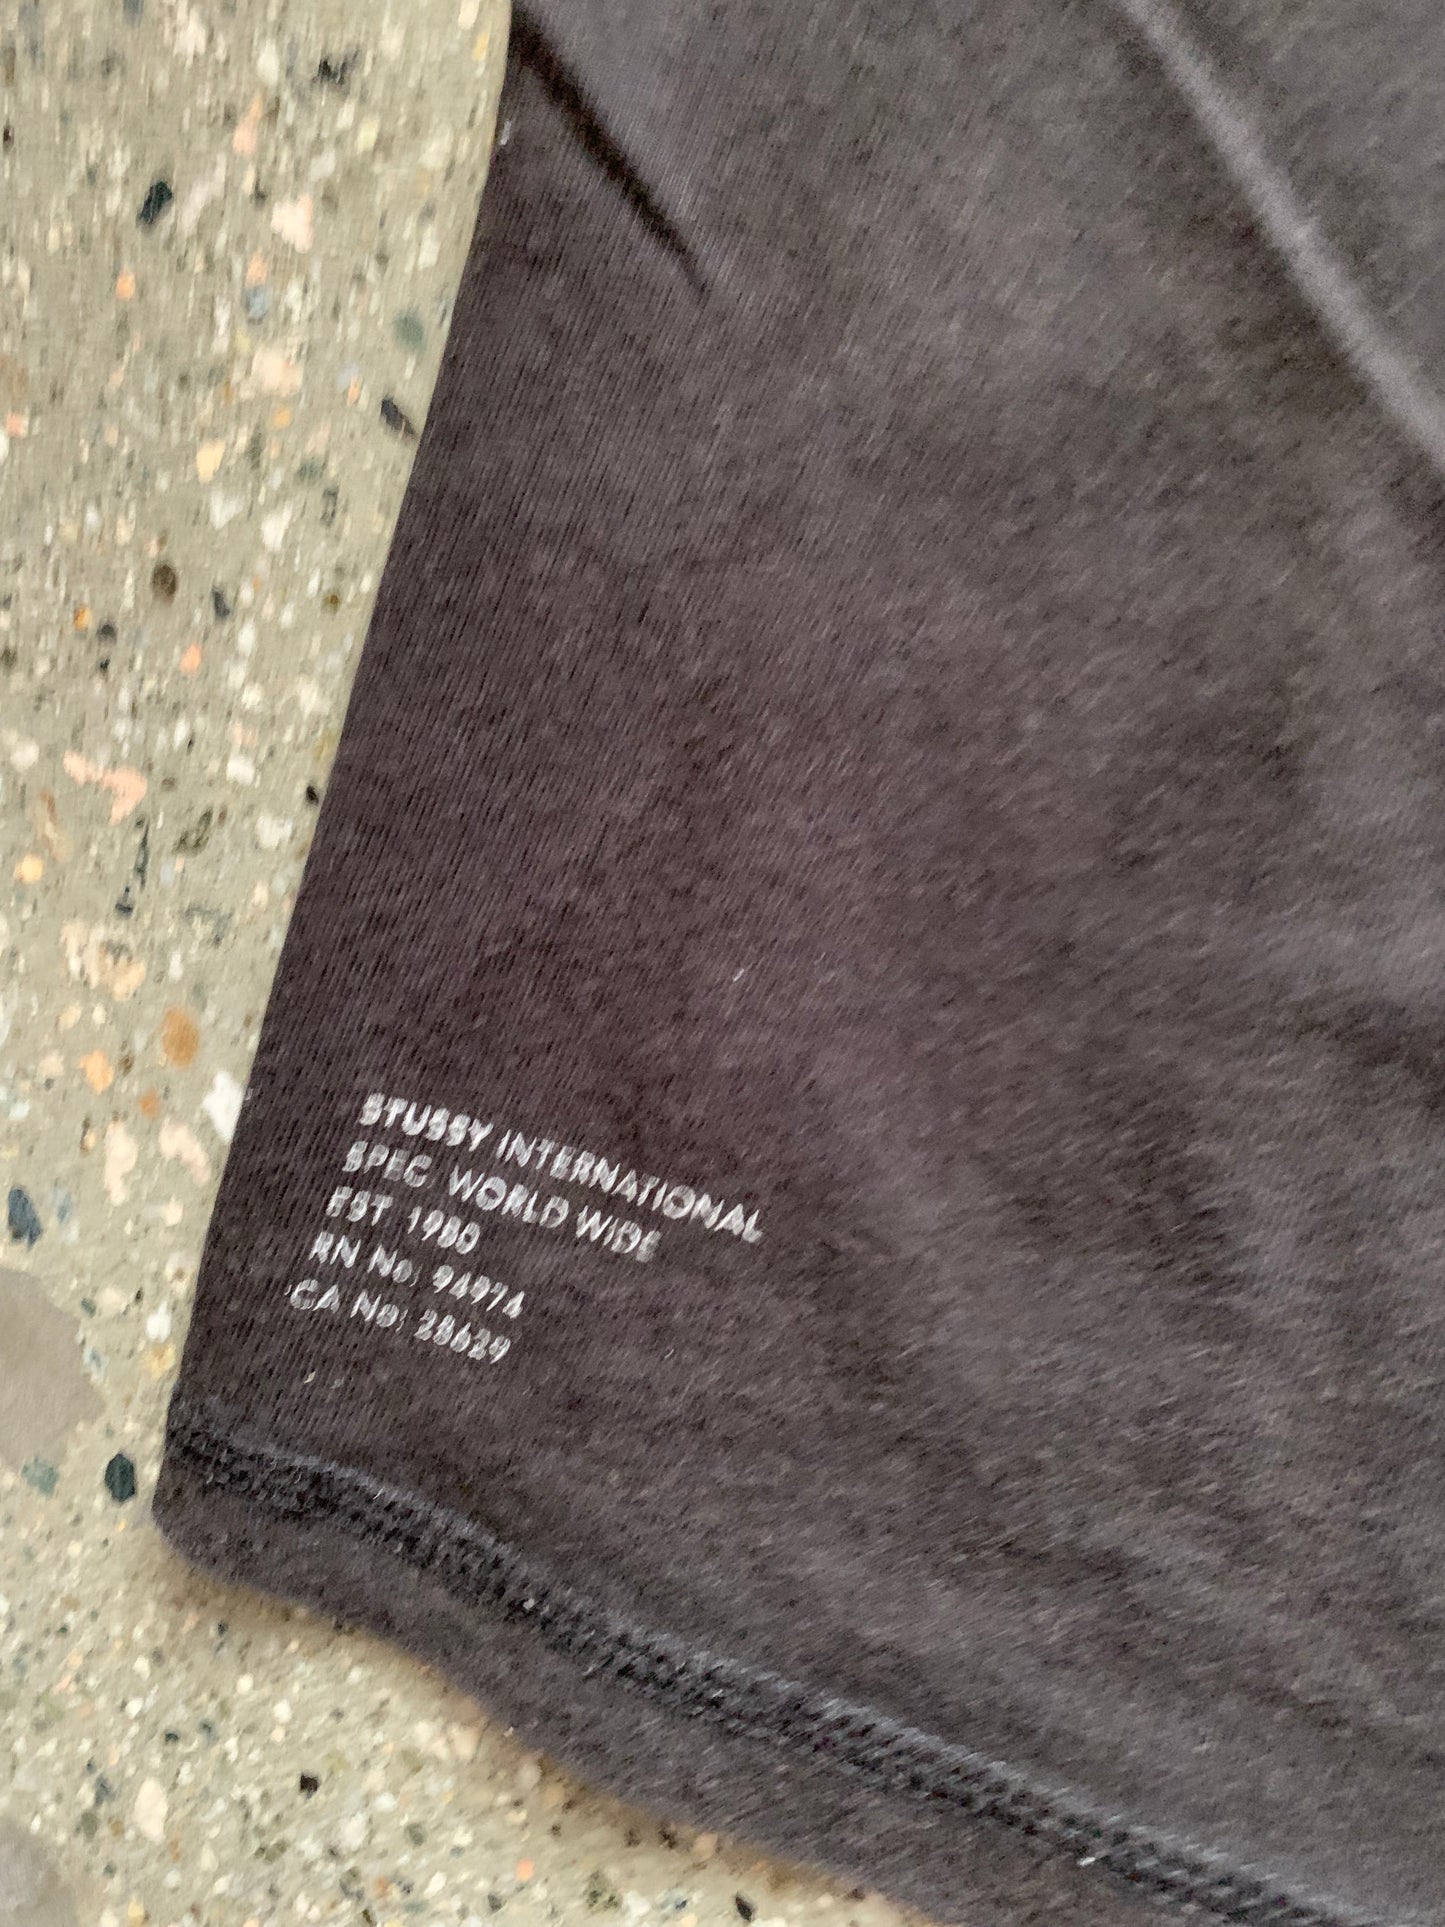 STUSSY INTERNATIONAL
SPEC. WORLD WIDE
EST. 1980
RN No: 94974
CA No: 28629